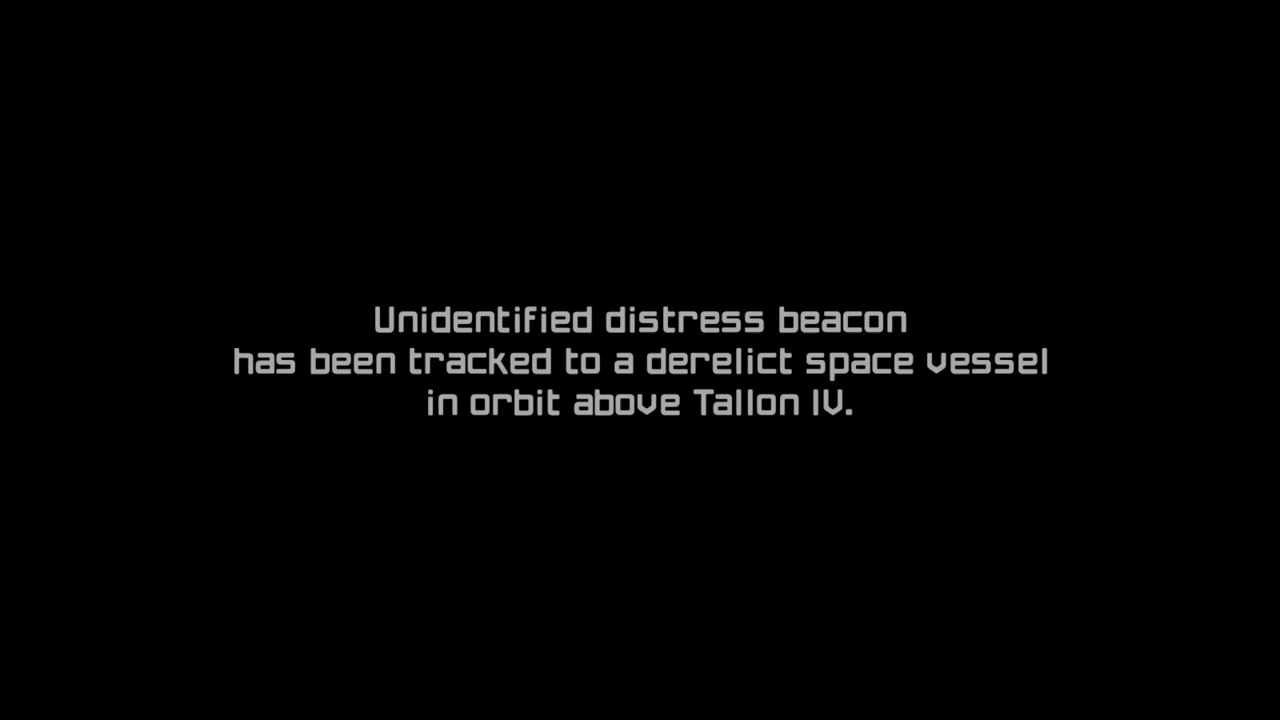 Unidentified distress beacon
has been tracked to a derelict space vessel
in orbit above Tallon IV.